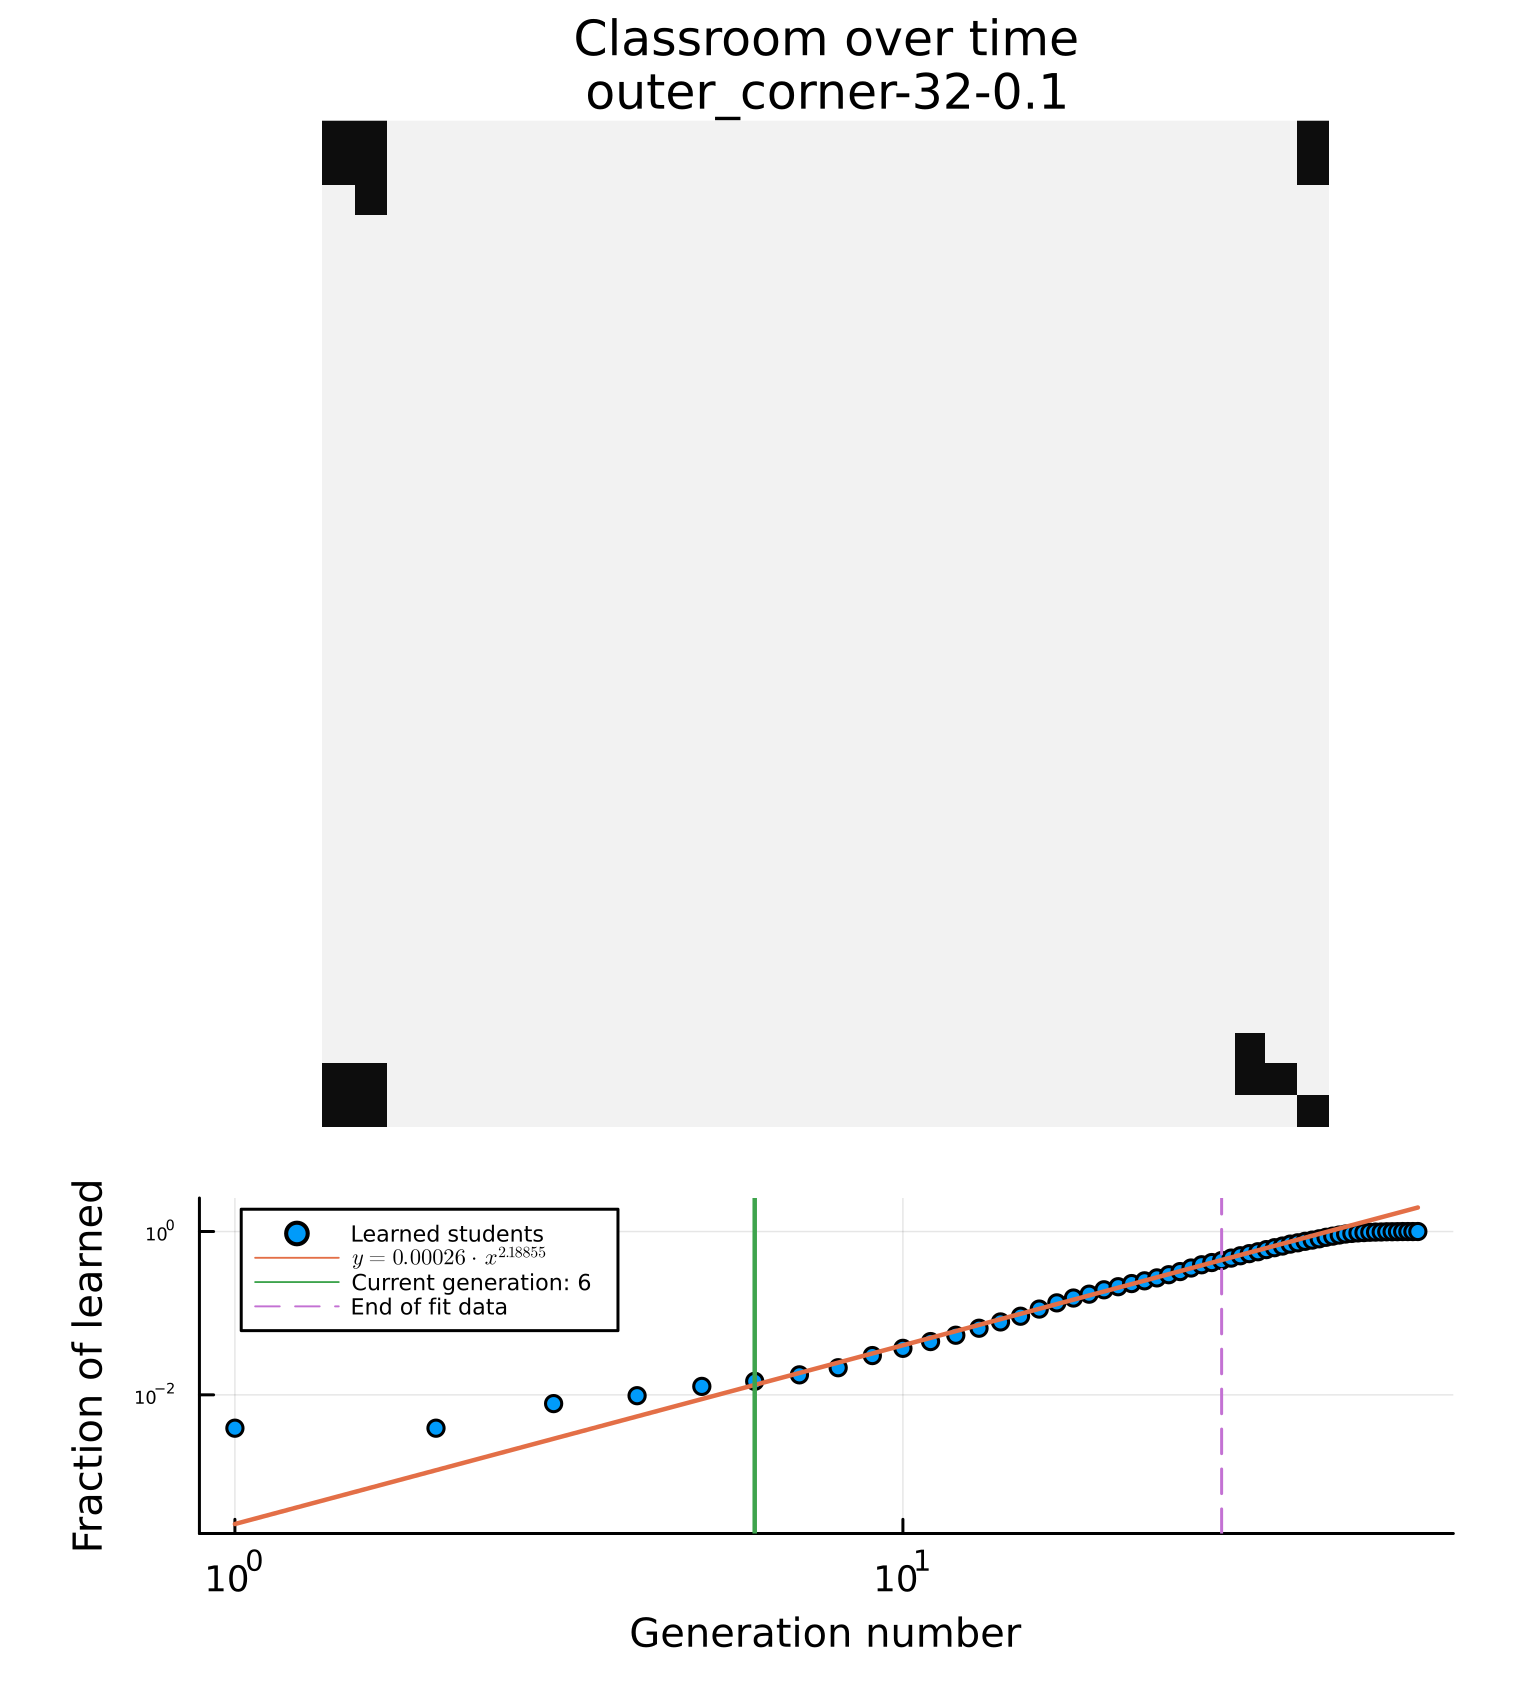 Classroom over time
outer_corner-32-0.1
Fraction of learned
10^0
10^−2
Learned students
y = 0.00026 · x^2.18855
Current generation: 6
End of fit data
10^0
10^1
Generation number